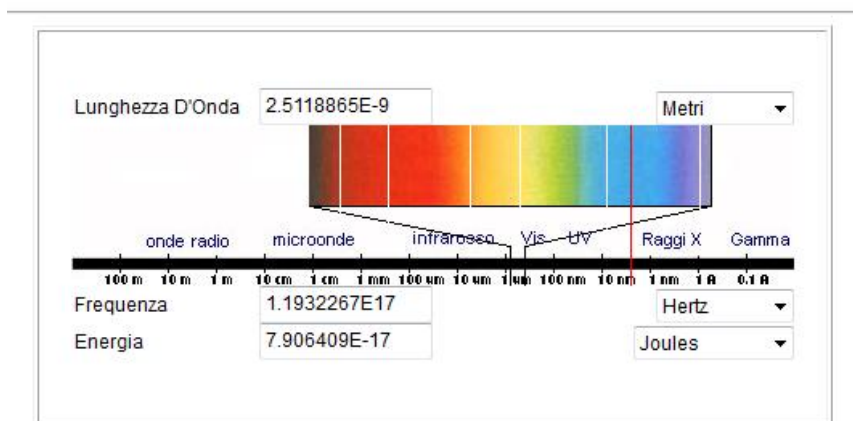 Lunghezza D'Onda 2.5118865E-9 Metri
onde radio microonde infrarosso Vis UV Raggi X Gamma
100 m 10 m 1 m 10 cm 1 cm 1 mm 100 um 10 um 1 um 100 nm 10 nm 1 nm 1 A 0.1 A
Frequenza 1.1932267E17 Hertz
Energia 7.906409E-17 Joules